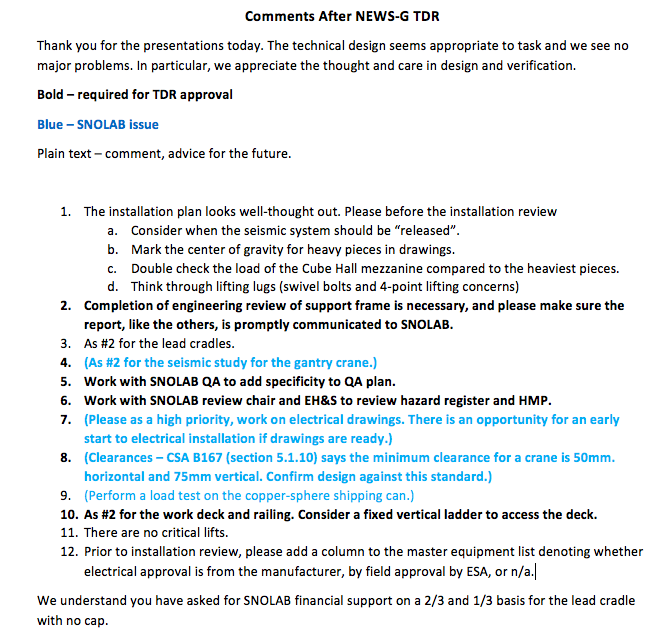 Comments After NEWS-G TDR
Thank you for the presentations today. The technical design seems appropriate to task and we see no
major problems. In particular, we appreciate the thought and care in design and verification.
Bold – required for TDR approval
Blue – SNOLAB issue
Plain text – comment, advice for the future.
1. The installation plan looks well-thought out. Please before the installation review
a. Consider when the seismic system should be “released”.
b. Mark the center of gravity for heavy pieces in drawings.
c. Double check the load of the Cube Hall mezzanine compared to the heaviest pieces.
d. Think through lifting lugs (swivel bolts and 4-point lifting concerns)
2. Completion of engineering review of support frame is necessary, and please make sure the
report, like the others, is promptly communicated to SNOLAB.
3. As #2 for the lead cradles.
4. (As #2 for the seismic study for the gantry crane.)
5. Work with SNOLAB QA to add specificity to QA plan.
6. Work with SNOLAB review chair and EH&S to review hazard register and HMP.
7. (Please as a high priority, work on electrical drawings. There is an opportunity for an early
start to electrical installation if drawings are ready.)
8. (Clearances – CSA B167 (section 5.1.10) says the minimum clearance for a crane is 50mm.
horizontal and 75mm vertical. Confirm design against this standard.)
9. (Perform a load test on the copper-sphere shipping can.)
10. As #2 for the work deck and railing. Consider a fixed vertical ladder to access the deck.
11. There are no critical lifts.
12. Prior to installation review, please add a column to the master equipment list denoting whether
electrical approval is from the manufacturer, by field approval by ESA, or n/a.
We understand you have asked for SNOLAB financial support on a 2/3 and 1/3 basis for the lead cradle
with no cap.